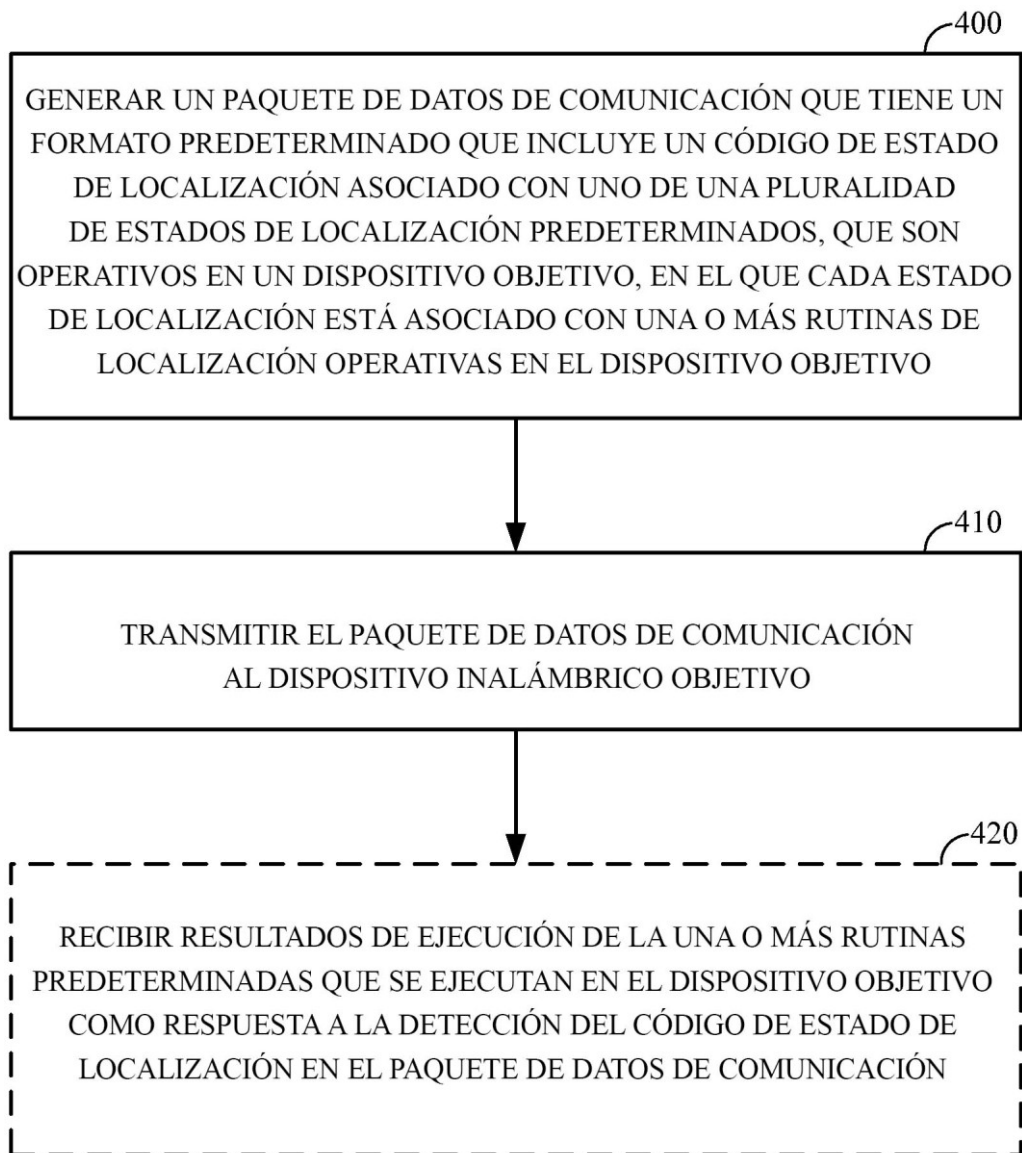 400
GENERAR UN PAQUETE DE DATOS DE COMUNICACIÓN QUE TIENE UN
FORMATO PREDETERMINADO QUE INCLUYE UN CÓDIGO DE ESTADO
DE LOCALIZACIÓN ASOCIADO CON UNO DE UNA PLURALIDAD
DE ESTADOS DE LOCALIZACIÓN PREDETERMINADOS, QUE SON
OPERATIVOS EN UN DISPOSITIVO OBJETIVO, EN EL QUE CADA ESTADO
DE LOCALIZACIÓN ESTÁ ASOCIADO CON UNA O MÁS RUTINAS DE
LOCALIZACIÓN OPERATIVAS EN EL DISPOSITIVO OBJETIVO
410
TRANSMITIR EL PAQUETE DE DATOS DE COMUNICACIÓN
AL DISPOSITIVO INALÁMBRICO OBJETIVO
420
RECIBIR RESULTADOS DE EJECUCIÓN DE LA UNA O MÁS RUTINAS
PREDETERMINADAS QUE SE EJECUTAN EN EL DISPOSITIVO OBJETIVO
COMO RESPUESTA A LA DETECCIÓN DEL CÓDIGO DE ESTADO DE
LOCALIZACIÓN EN EL PAQUETE DE DATOS DE COMUNICACIÓN